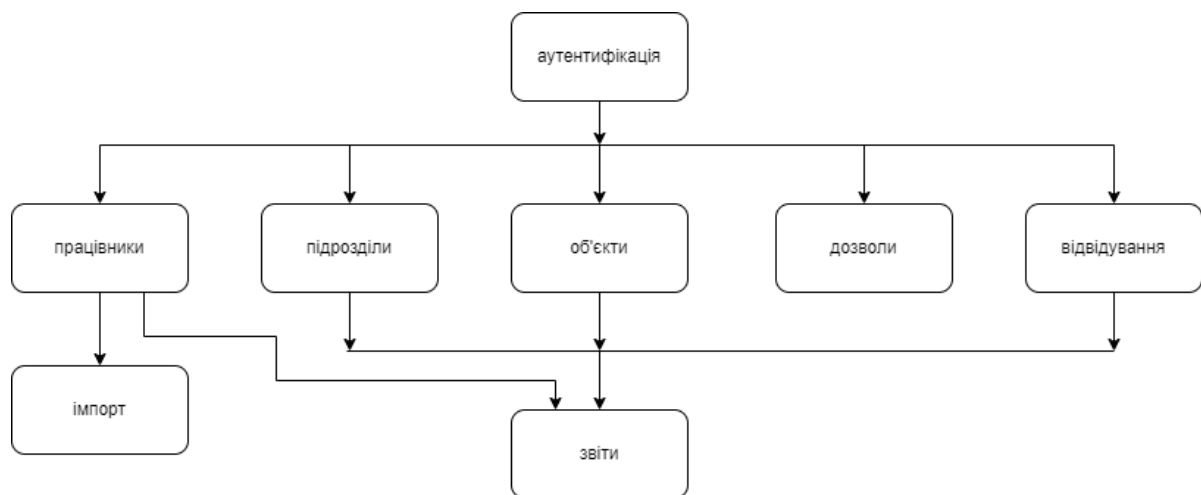 аутентифікація
працівники
підрозділи
об'єкти
дозволи
відвідування
імпорт
звіти